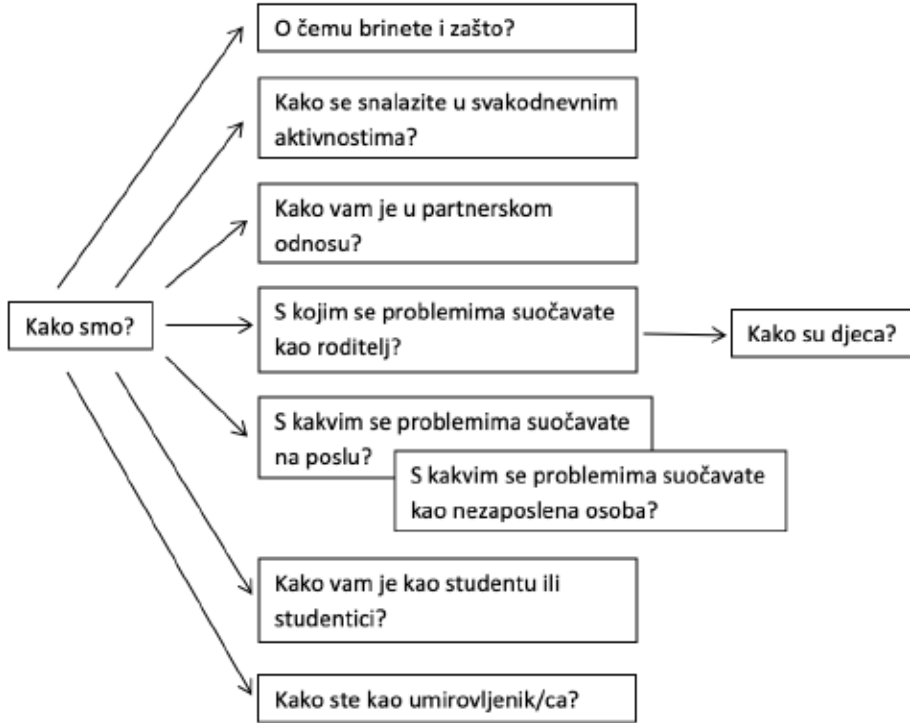 O čemu brinete i zašto?
Kako se snalazite u svakodnevnim
aktivnostima?
Kako vam je u partnerskom
odnosu?
Kako smo?
S kojim se problemima suočavate
kao roditelj?
Kako su djeca?
S kakvim se problemima suočavate
na poslu?
S kakvim se problemima suočavate
kao nezaposlena osoba?
Kako vam je kao studentu ili
studentici?
Kako ste kao umirovljenik/ca?